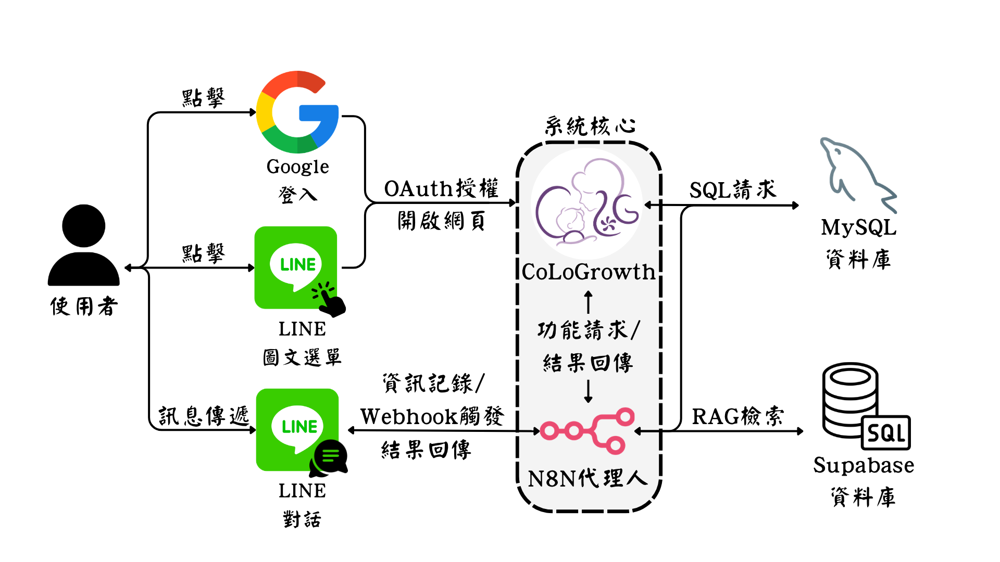 點擊
Google
登入
點擊
LINE
LINE
圖文選單
使用者
訊息傳遞
LINE
LINE
對話
OAuth授權
開啟網頁
資訊記錄/
Webhook觸發
結果回傳
系統核心
CLG
CoLoGrowth
功能請求/
結果回傳
N8N代理人
SQL請求
MySQL
資料庫
RAG檢索
SQL
Supabase
資料庫